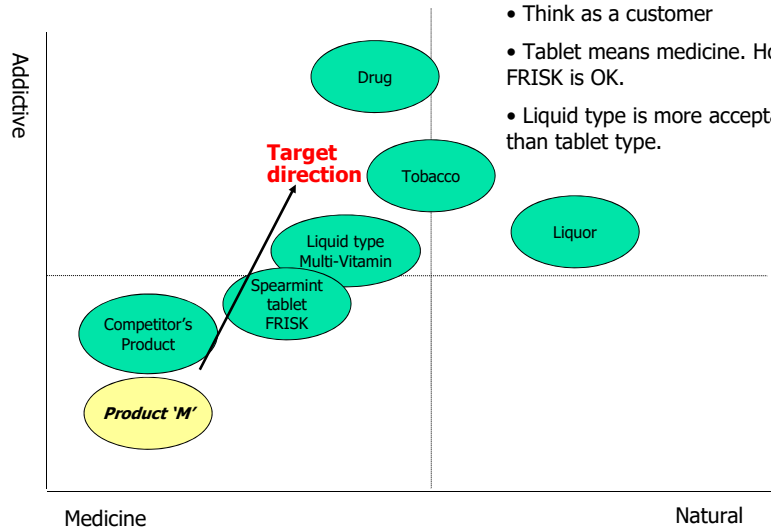 • Think as a customer
• Tablet means medicine.
FRISK is OK.
• Liquid type is more
than tablet type.
Addictive
Drug
Target
direction
Tobacco
Liquor
Liquid type
Multi-Vitamin
Spearmint
tablet
FRISK
Competitor's
Product
Product ‘M’
Medicine
Natural